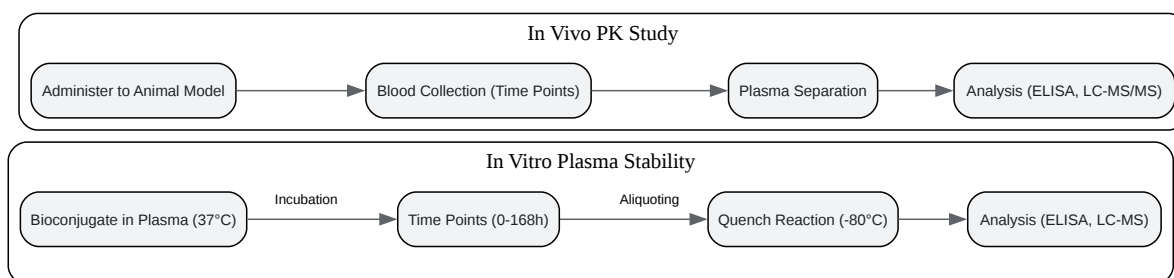 In Vivo PK Study
Administer to Animal Model
Blood Collection (Time Points)
Plasma Separation
Analysis (ELISA, LC-MS/MS)
In Vitro Plasma Stability
Bioconjugate in Plasma (37°C)
Incubation
Time Points (0-168h)
Aliquoting
Quench Reaction (-80°C)
Analysis (ELISA, LC-MS)